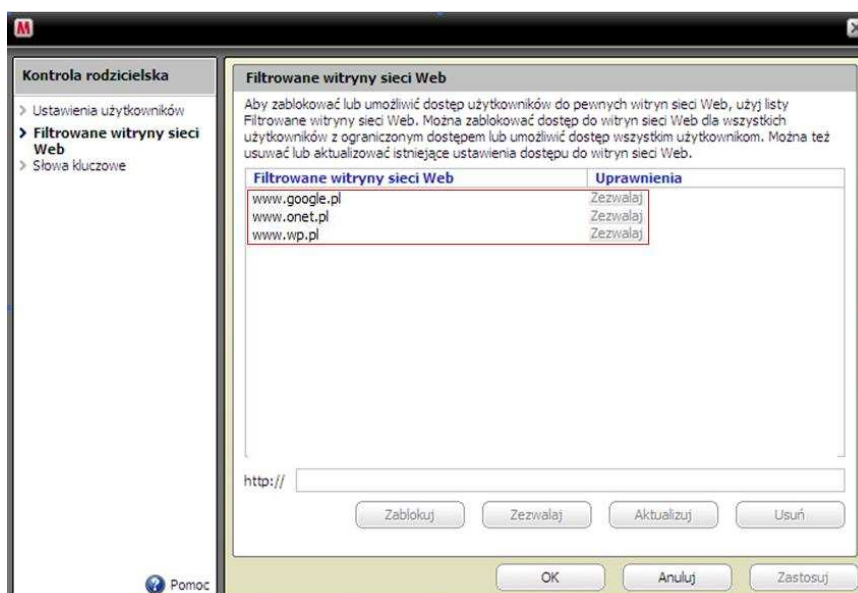 Kontrola rodzicielska
Ustawienia użytkowników
Filtrowane witryny sieci
Web
Słowa kluczowe
Pomoc
Filtrowane witryny sieci Web
Aby zablokować lub umożliwić dostęp użytkowników do pewnych witryn sieci Web, użyj listy
Filtrowane witryny sieci Web. Można zablokować dostęp do witryn sieci Web dla wszystkich
użytkowników z ograniczonym dostępem lub umożliwić dostęp wszystkim użytkownikom. Można też
usuwać lub aktualizować istniejące ustawienia dostępu do witryn sieci Web.
Filtrowane witryny sieci Web Uprawnienia
www.google.pl Zezwalaj
www.onet.pl Zezwalaj
www.wp.pl Zezwalaj
http://
Zablokuj Zezwalaj Aktualizuj Usuń
OK Anuluj Zastosuj